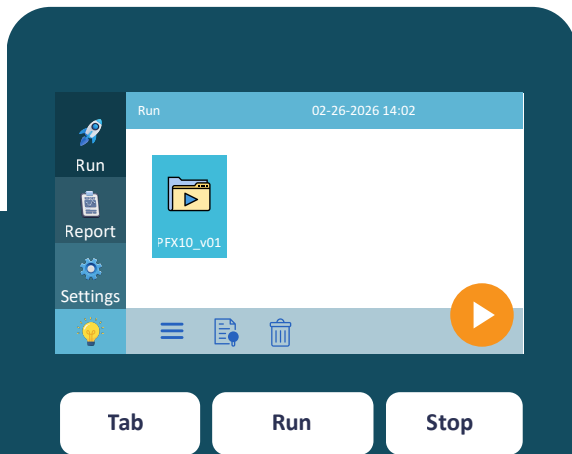 Run 02-26-2026 14:02
Run
Report
Settings
PFX10_v01
Tab Run Stop